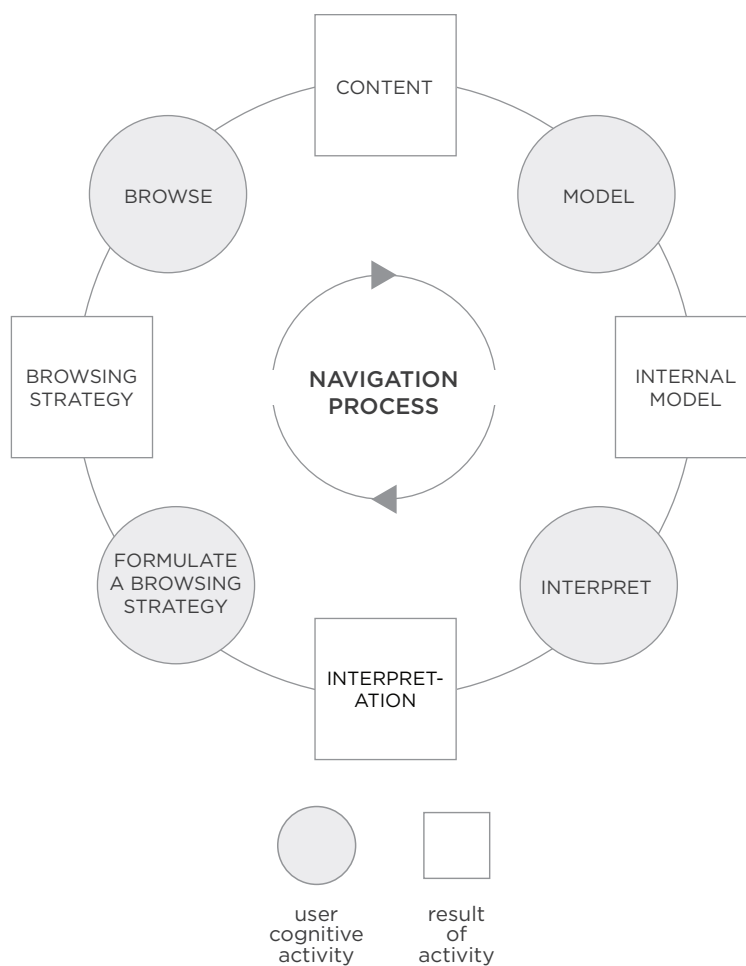 CONTENT
BROWSE
MODEL
NAVIGATION
PROCESS
BROWSING
STRATEGY
INTERNAL
MODEL
FORMULATE
A BROWSING
STRATEGY
INTERPRET
INTERPRET-
ATION
user
cognitive
activity
result
of
activity